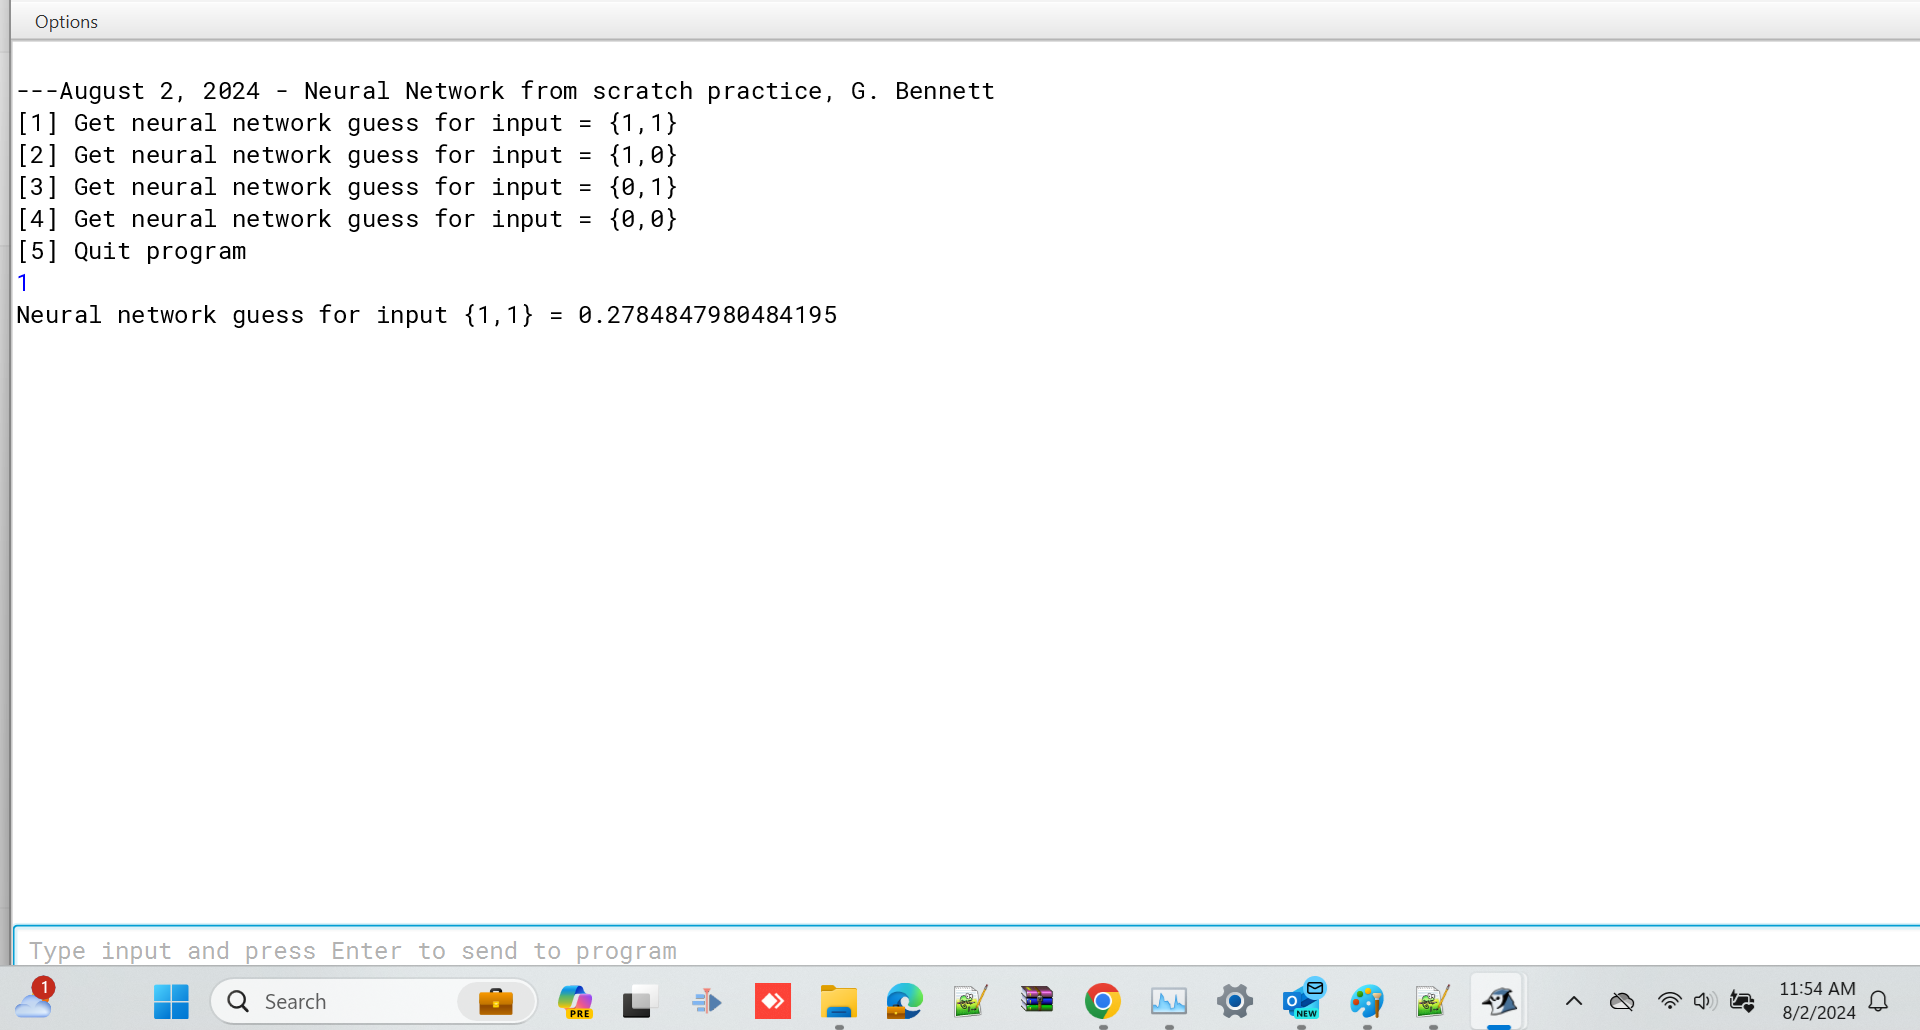 Options
---August 2, 2024 - Neural Network from scratch practice, G. Bennett
[1] Get neural network guess for input = {1,1}
[2] Get neural network guess for input = {1,0}
[3] Get neural network guess for input = {0,1}
[4] Get neural network guess for input = {0,0}
[5] Quit program
1
Neural network guess for input {1,1} = 0.2784847980484195
Type input and press Enter to send to program
1
Search
PRE
NEW
11:54 AM
8/2/2024